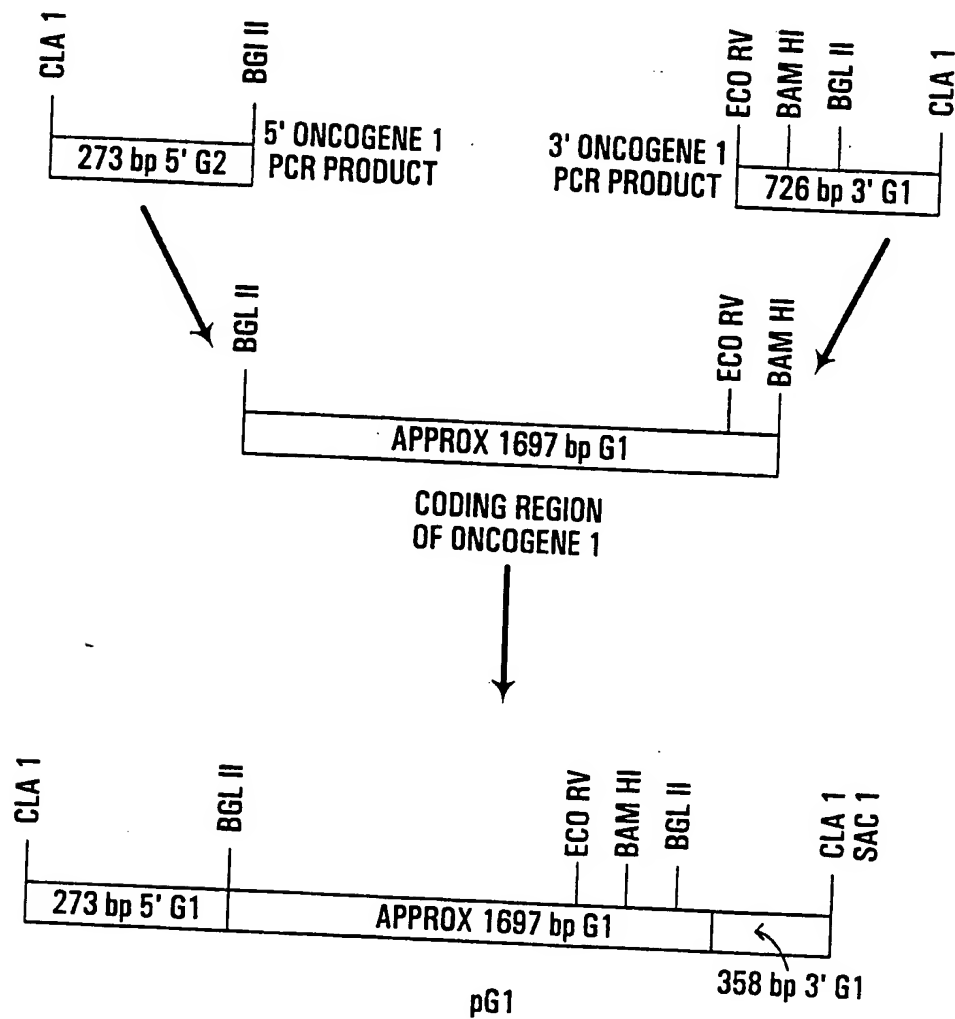 CLA 1
BGI II
273 bp 5' G2
5' ONCOGENE 1
PCR PRODUCT
3' ONCOGENE 1
PCR PRODUCT
ECO RV
BAM HI
BGL II
CLA 1
726 bp 3' G1
BGL II
ECO RV
BAM HI
APPROX 1697 bp G1
CODING REGION
OF ONCOGENE 1
CLA 1
BGL II
ECO RV
BAM HI
BGL II
CLA 1
SAC 1
273 bp 5' G1
APPROX 1697 bp G1
358 bp 3' G1
pG1